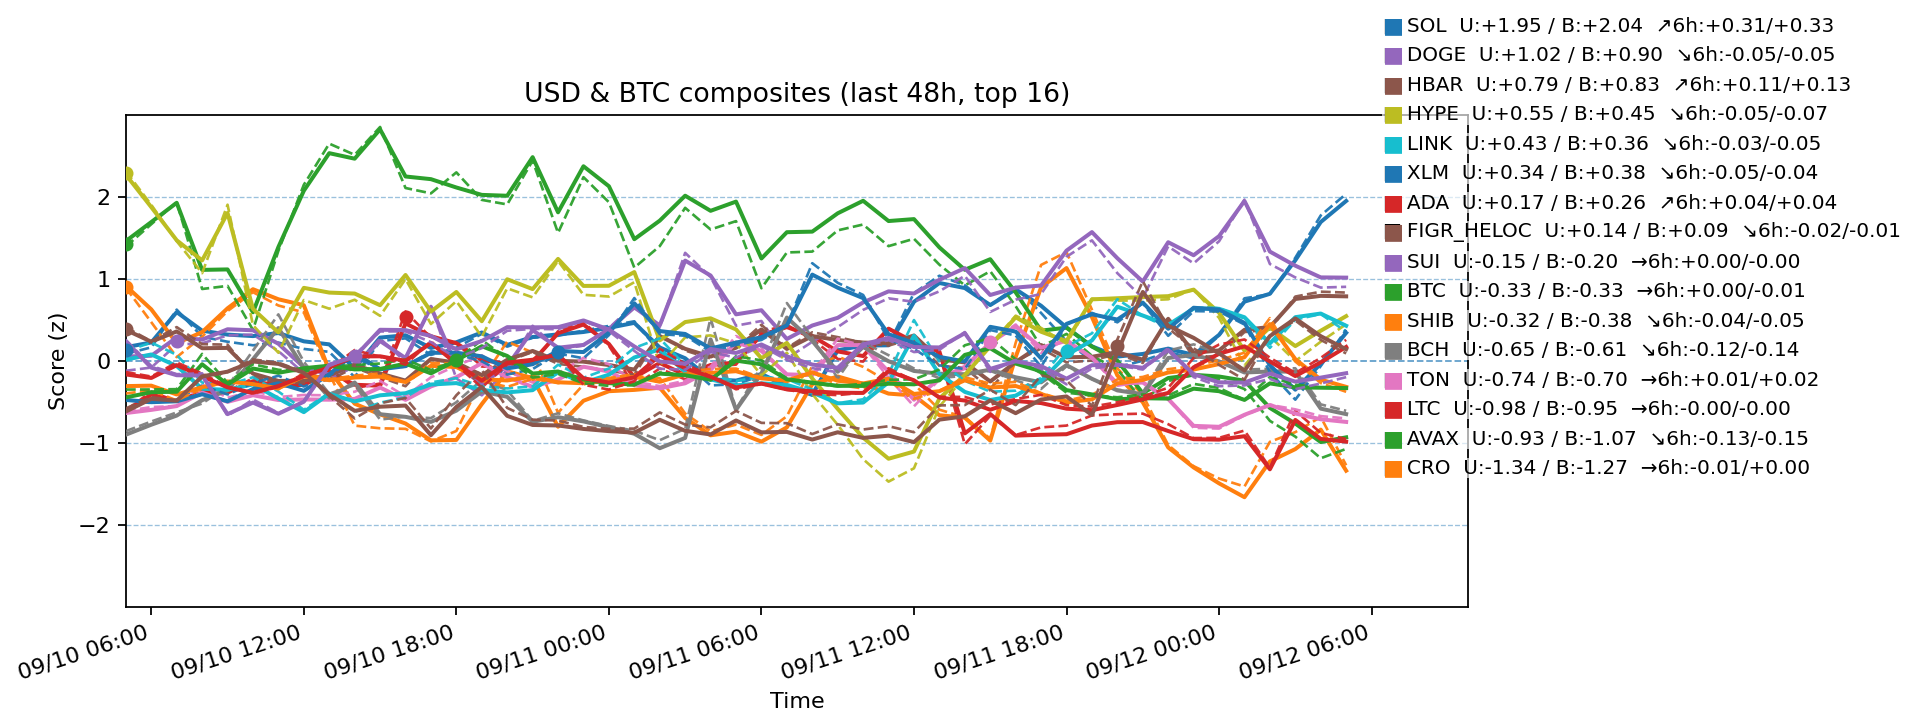 USD & BTC composites (last 48h, top 16)
SOL U:+1.95 / B:+2.04 ↗6h:+0.31/+0.33
DOGE U:+1.02 / B:+0.90 ↘6h:-0.05/-0.05
HBAR U:+0.79 / B:+0.83 ↗6h:+0.11/+0.13
HYPE U:+0.55 / B:+0.45 ↘6h:-0.05/-0.07
LINK U:+0.43 / B:+0.36 ↘6h:-0.03/-0.05
XLM U:+0.34 / B:+0.38 ↘6h:-0.05/-0.04
ADA U:+0.17 / B:+0.26 ↗6h:+0.04/+0.04
FIGR_HELOC U:+0.14 / B:+0.09 ↘6h:-0.02/-0.01
SUI U:-0.15 / B:-0.20 →6h:+0.00/-0.00
BTC U:-0.33 / B:-0.33 →6h:+0.00/-0.01
SHIB U:-0.32 / B:-0.38 ↘6h:-0.04/-0.05
BCH U:-0.65 / B:-0.61 ↘6h:-0.12/-0.14
TON U:-0.74 / B:-0.70 →6h:+0.01/+0.02
LTC U:-0.98 / B:-0.95 →6h:-0.00/-0.00
AVAX U:-0.93 / B:-1.07 ↘6h:-0.13/-0.15
CRO U:-1.34 / B:-1.27 →6h:-0.01/+0.00
Score (z)
2
1
0
−1
−2
09/10 06:00
09/10 12:00
09/10 18:00
09/11 00:00
09/11 06:00
09/11 12:00
09/11 18:00
09/12 00:00
09/12 06:00
Time